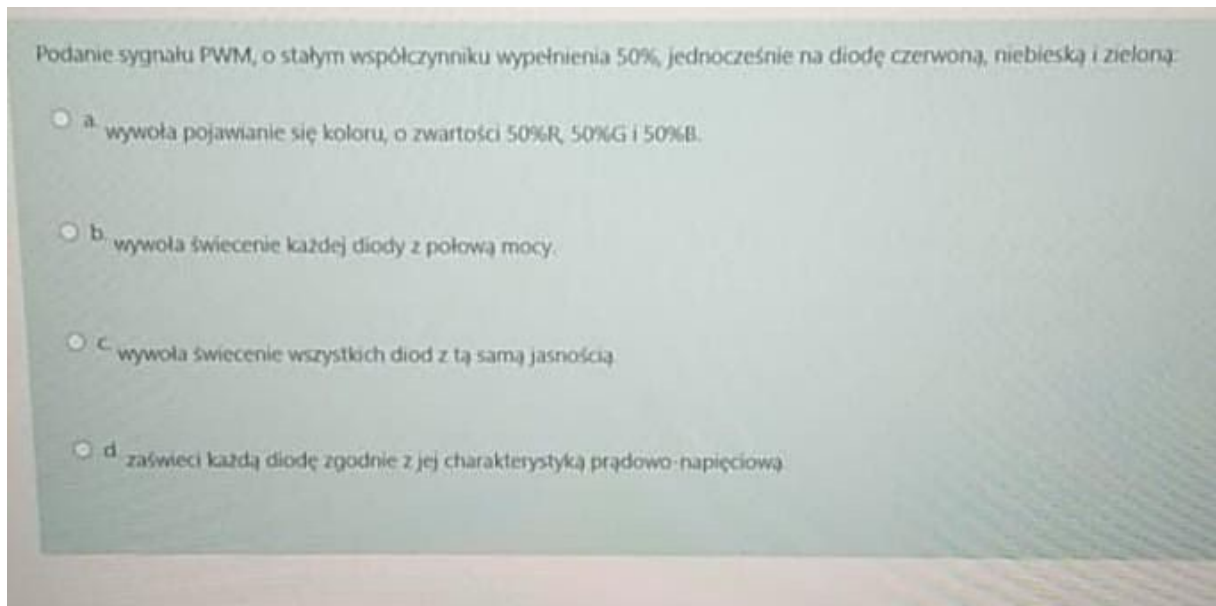 Podanie sygnału PWM, o stałym współczynniku wypełnienia 50%, jednocześnie na diodę czerwoną, niebieską i zieloną:
a. wywoła pojawianie się koloru, o zwartości 50%R, 50%G i 50%B.
b. wywoła świecenie każdej diody z połową mocy.
c. wywoła świecenie wszystkich diod z tą samą jasnością.
d. zaświeci każdą diodę zgodnie z jej charakterystyką prądowo-napięciową.